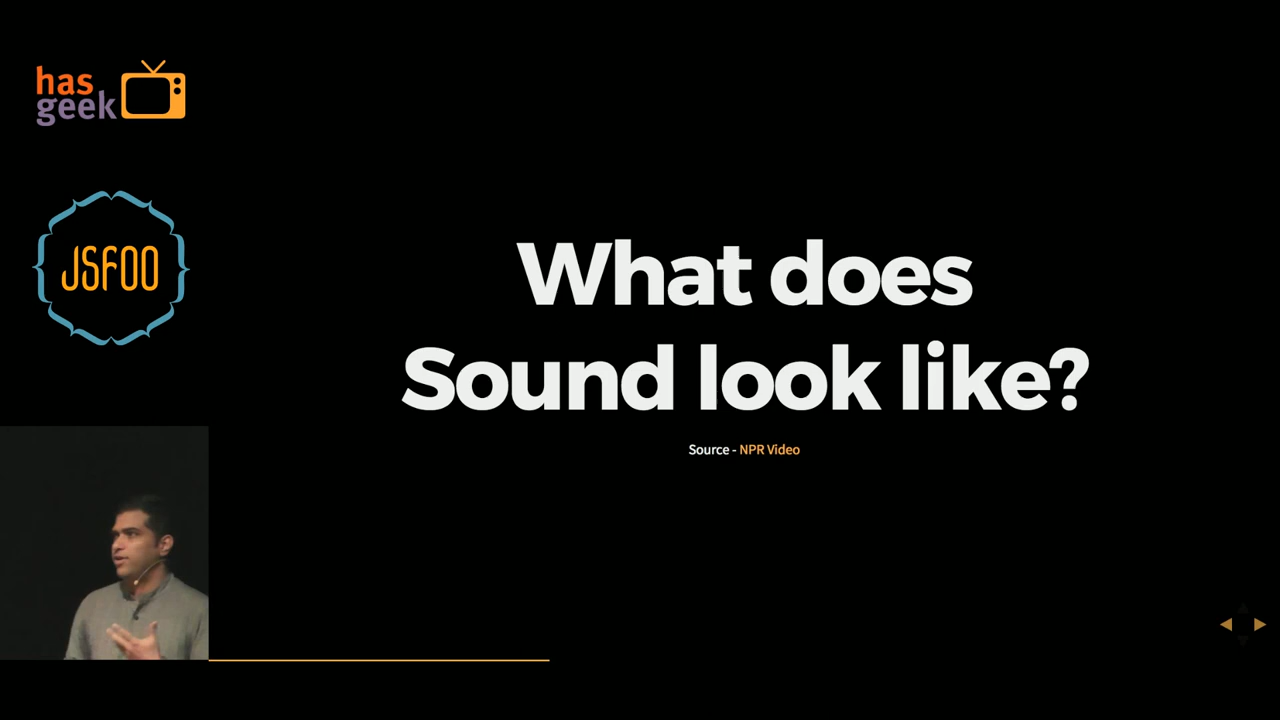 has
geek
JSFOO
What does
Sound look like?
Source - NPR Video